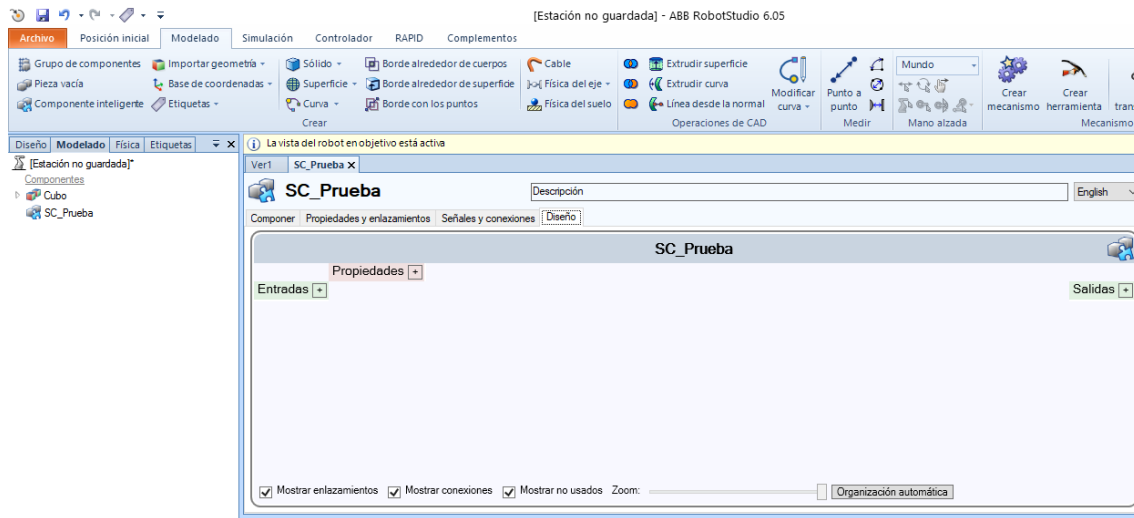 [Estación no guardada] - ABB RobotStudio 6.05
Archivo Posición inicial Modelado Simulación Controlador RAPID Complementos
Grupo de componentes Importar geometría Sólido Borde alrededor de cuerpos Cable Extrudir superficie Mundo
Pieza vacía Base de coordenadas Superficie Borde alrededor de superficie Física del eje Extrudir curva Modificar curva Punto a punto Crear mecanismo Crear herramienta
Componente inteligente Etiquetas Curva Borde con los puntos Física del suelo Línea desde la normal
Crear Operaciones de CAD Medir Mano alzada Mecanismo
Diseño Modelado Física Etiquetas La vista del robot en objetivo está activa
[Estación no guardada]* Ver1 SC_Prueba
Componentes
Cubo SC_Prueba Descripción English
SC_Prueba Componer Propiedades y enlazamientos Señales y conexiones Diseño
SC_Prueba
Propiedades +
Entradas + Salidas +
Mostrar enlazamientos Mostrar conexiones Mostrar no usados Zoom: Organización automática